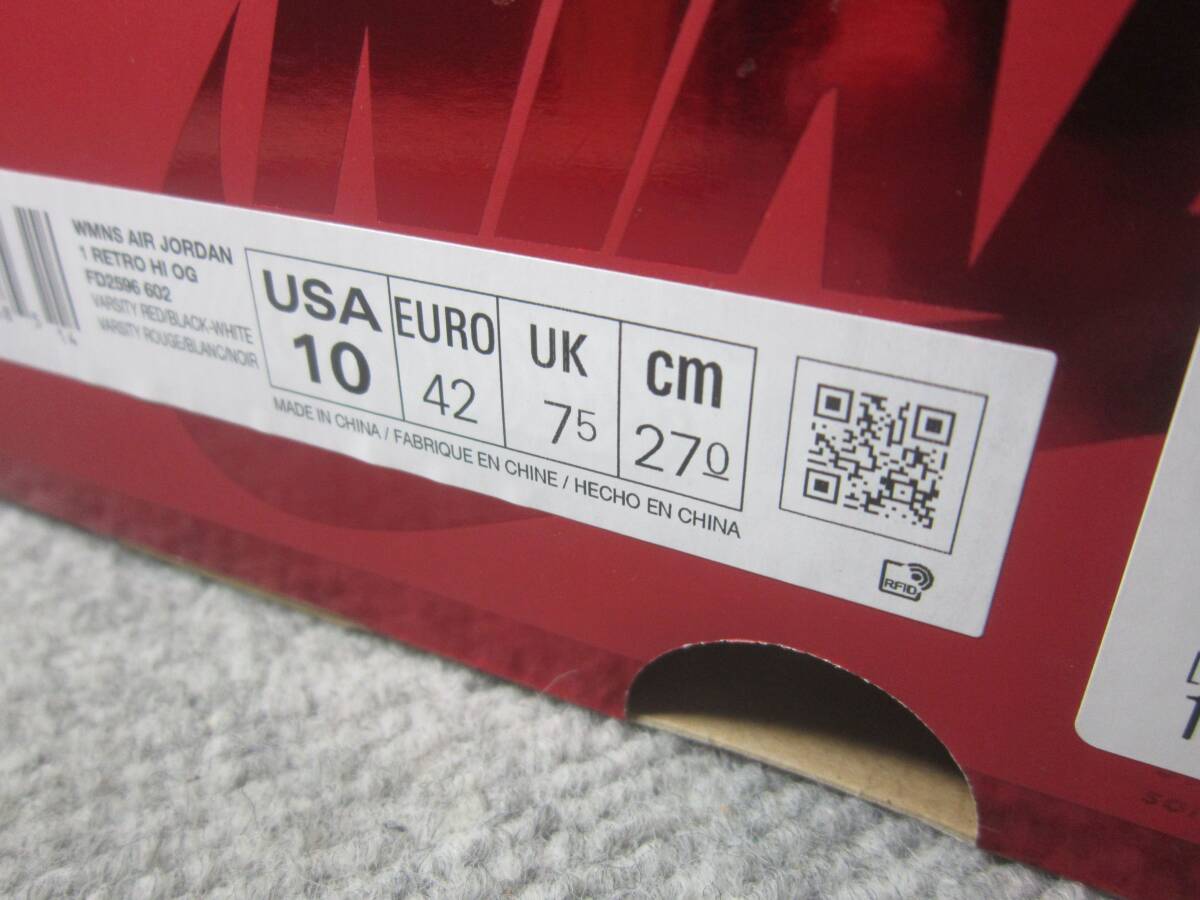 WMNS AIR JORDAN
1 RETRO HI OG
FD2596 602
VARSITY RED/BLACK-WHITE
VARSITY ROUGE/BLANC/NOIR
USA
10
EURO
42
UK
75
cm
270
MADE IN CHINA / FABRIQUE EN CHINE / HECHO EN CHINA
RFID